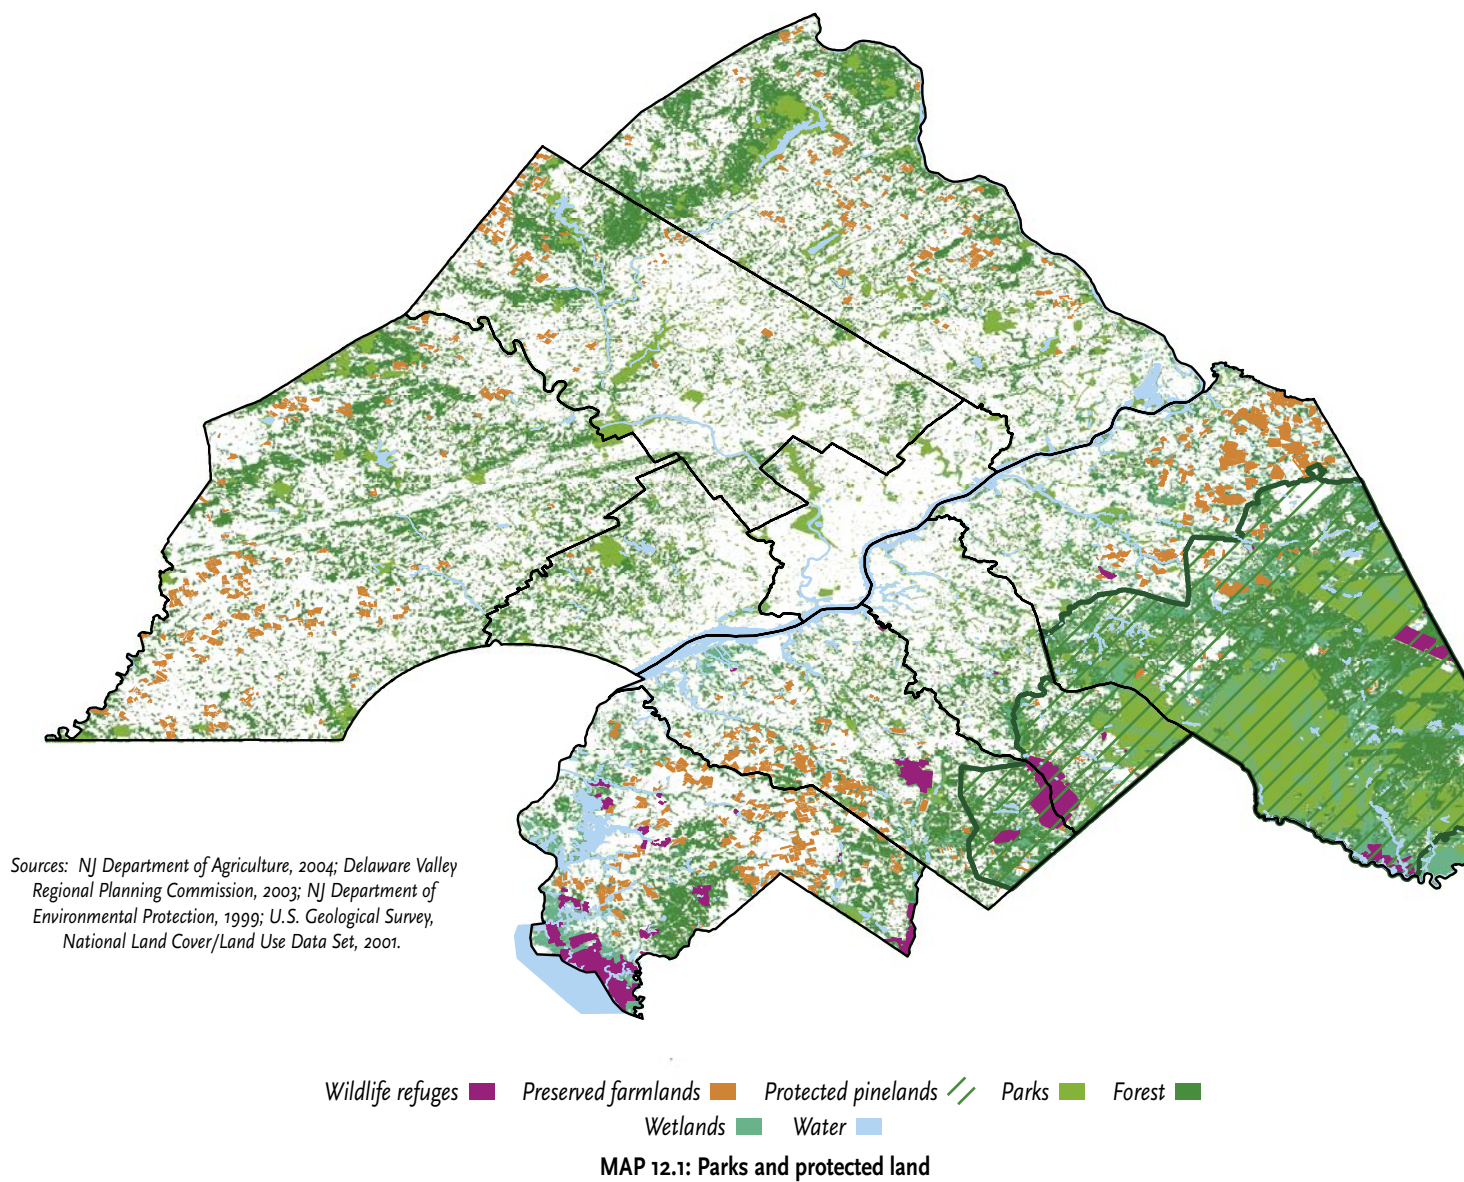 Sources: NJ Department of Agriculture, 2004; Delaware Valley
Regional Planning Commission, 2003; NJ Department of
Environmental Protection, 1999; U.S. Geological Survey,
National Land Cover/Land Use Data Set, 2001.
Wildlife refuges Preserved farmlands Protected pinelands Parks Forest
Wetlands Water
MAP 12.1: Parks and protected land